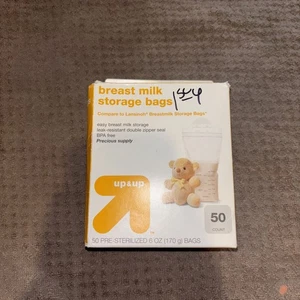 breast milk
storage bags
Compare to Lansinoh® Breastmilk Storage Bags*
easy breast milk storage
leak resistant double zipper seal
BPA free
Precious supply
up&up
50
50 PRE-STERILIZED 6 OZ (170 g) BAGS